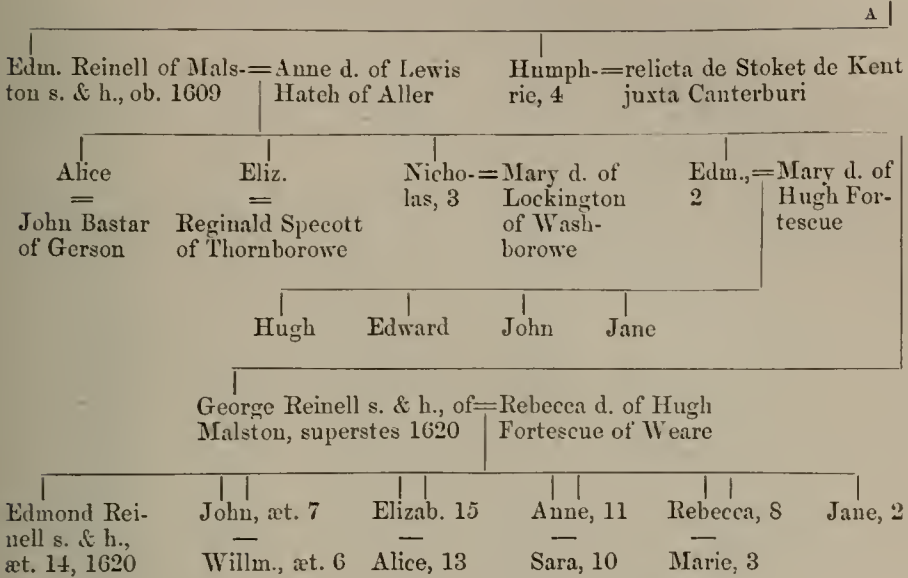 A
Edm. Reinell of Mals-=Anne d. of Lewis Humph-=relicta de Stoket de Kent
ton s. & h., ob. 1609 Hatch of Aller rie, 4 juxta Canterburi
Alice Eliz. Nicho-=Mary d. of Edm.,=Mary d. of
= = las, 3 Lockington 2 Hugh For-
John Bastar Reginald Specott of Wash- tescue
of Gerson of Thornborowe borowe
Hugh Edward John Jane
George Reinell s. & h., of=Rebecca d. of Hugh
Malston, superstes 1620 Fortescue of Weare
Edmond Rei- John, æt. 7 Elizab. 15 Anne, 11 Rebecca, 8 Jane, 2
nell s. & h., — — — —
æt. 14, 1620 Willm., æt. 6 Alice, 13 Sara, 10 Marie, 3